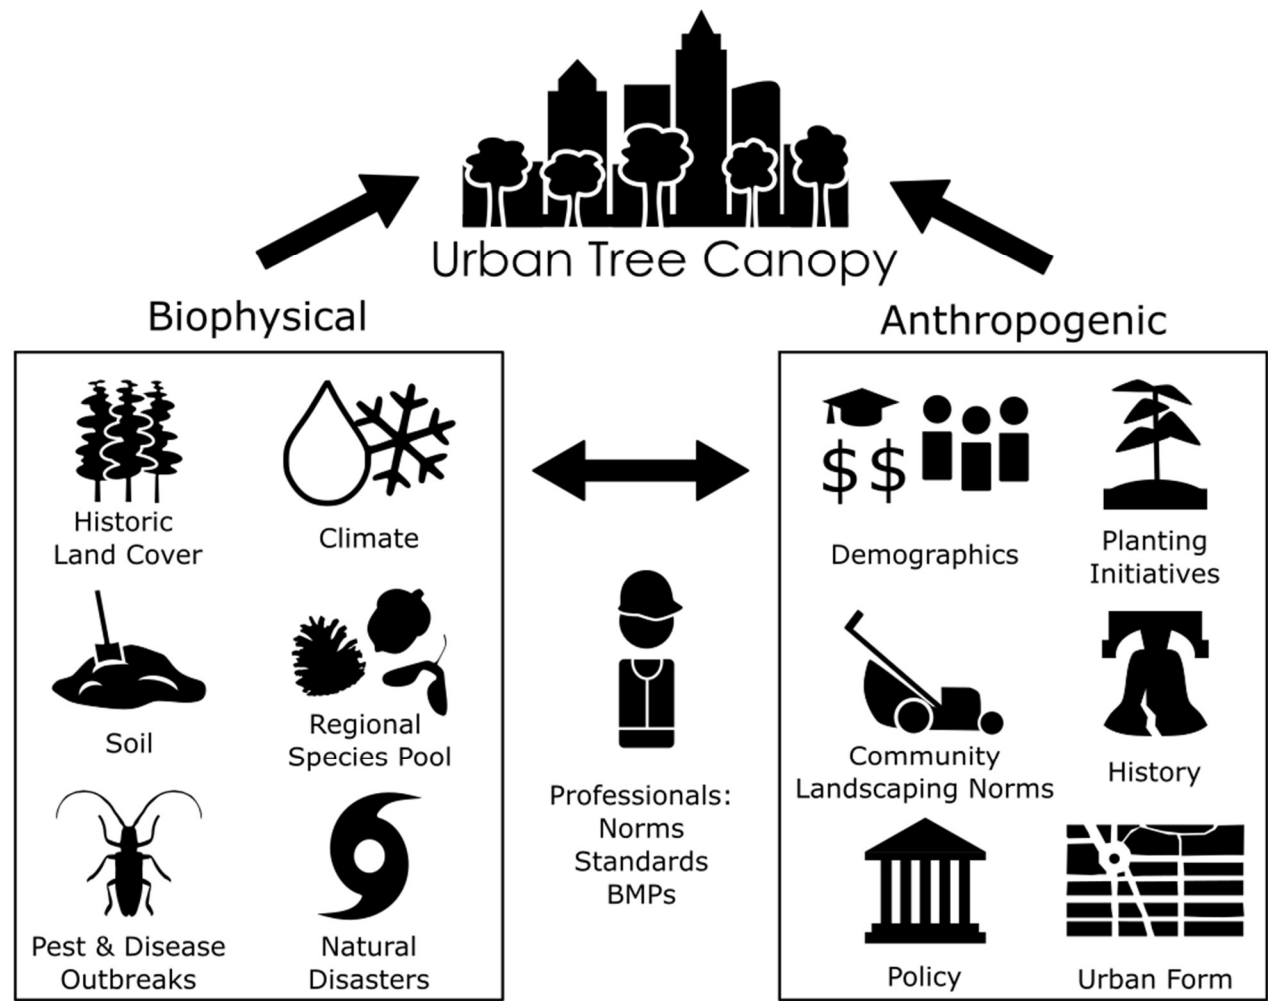 Urban Tree Canopy
Biophysical
Historic
Land Cover
Climate
Soil
Regional
Species Pool
Pest & Disease
Outbreaks
Natural
Disasters
Professionals:
Norms
Standards
BMPs
Anthropogenic
$$
Demographics
Planting
Initiatives
Community
Landscaping Norms
History
Policy
Urban Form